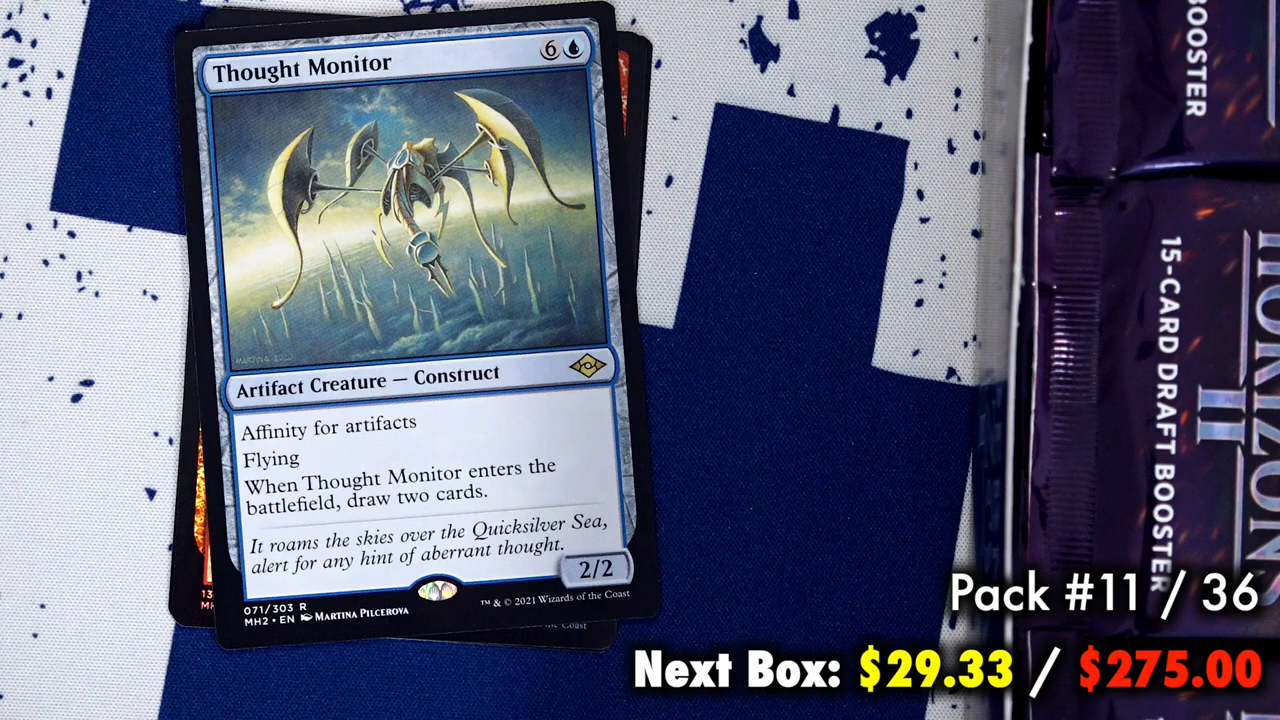 Thought Monitor
6
Artifact Creature — Construct
Affinity for artifacts
Flying
When Thought Monitor enters the
battlefield, draw two cards.
It roams the skies over the Quicksilver Sea,
alert for any hint of aberrant thought.
2/2
071/303 R
MH2 • EN MARTINA PILCEROVA
™ & © 2021 Wizards of the Coast
BOOSTER
15-CARD DRAFT BOOSTER
II
Pack #11 / 36
Next Box: $29.33 / $275.00